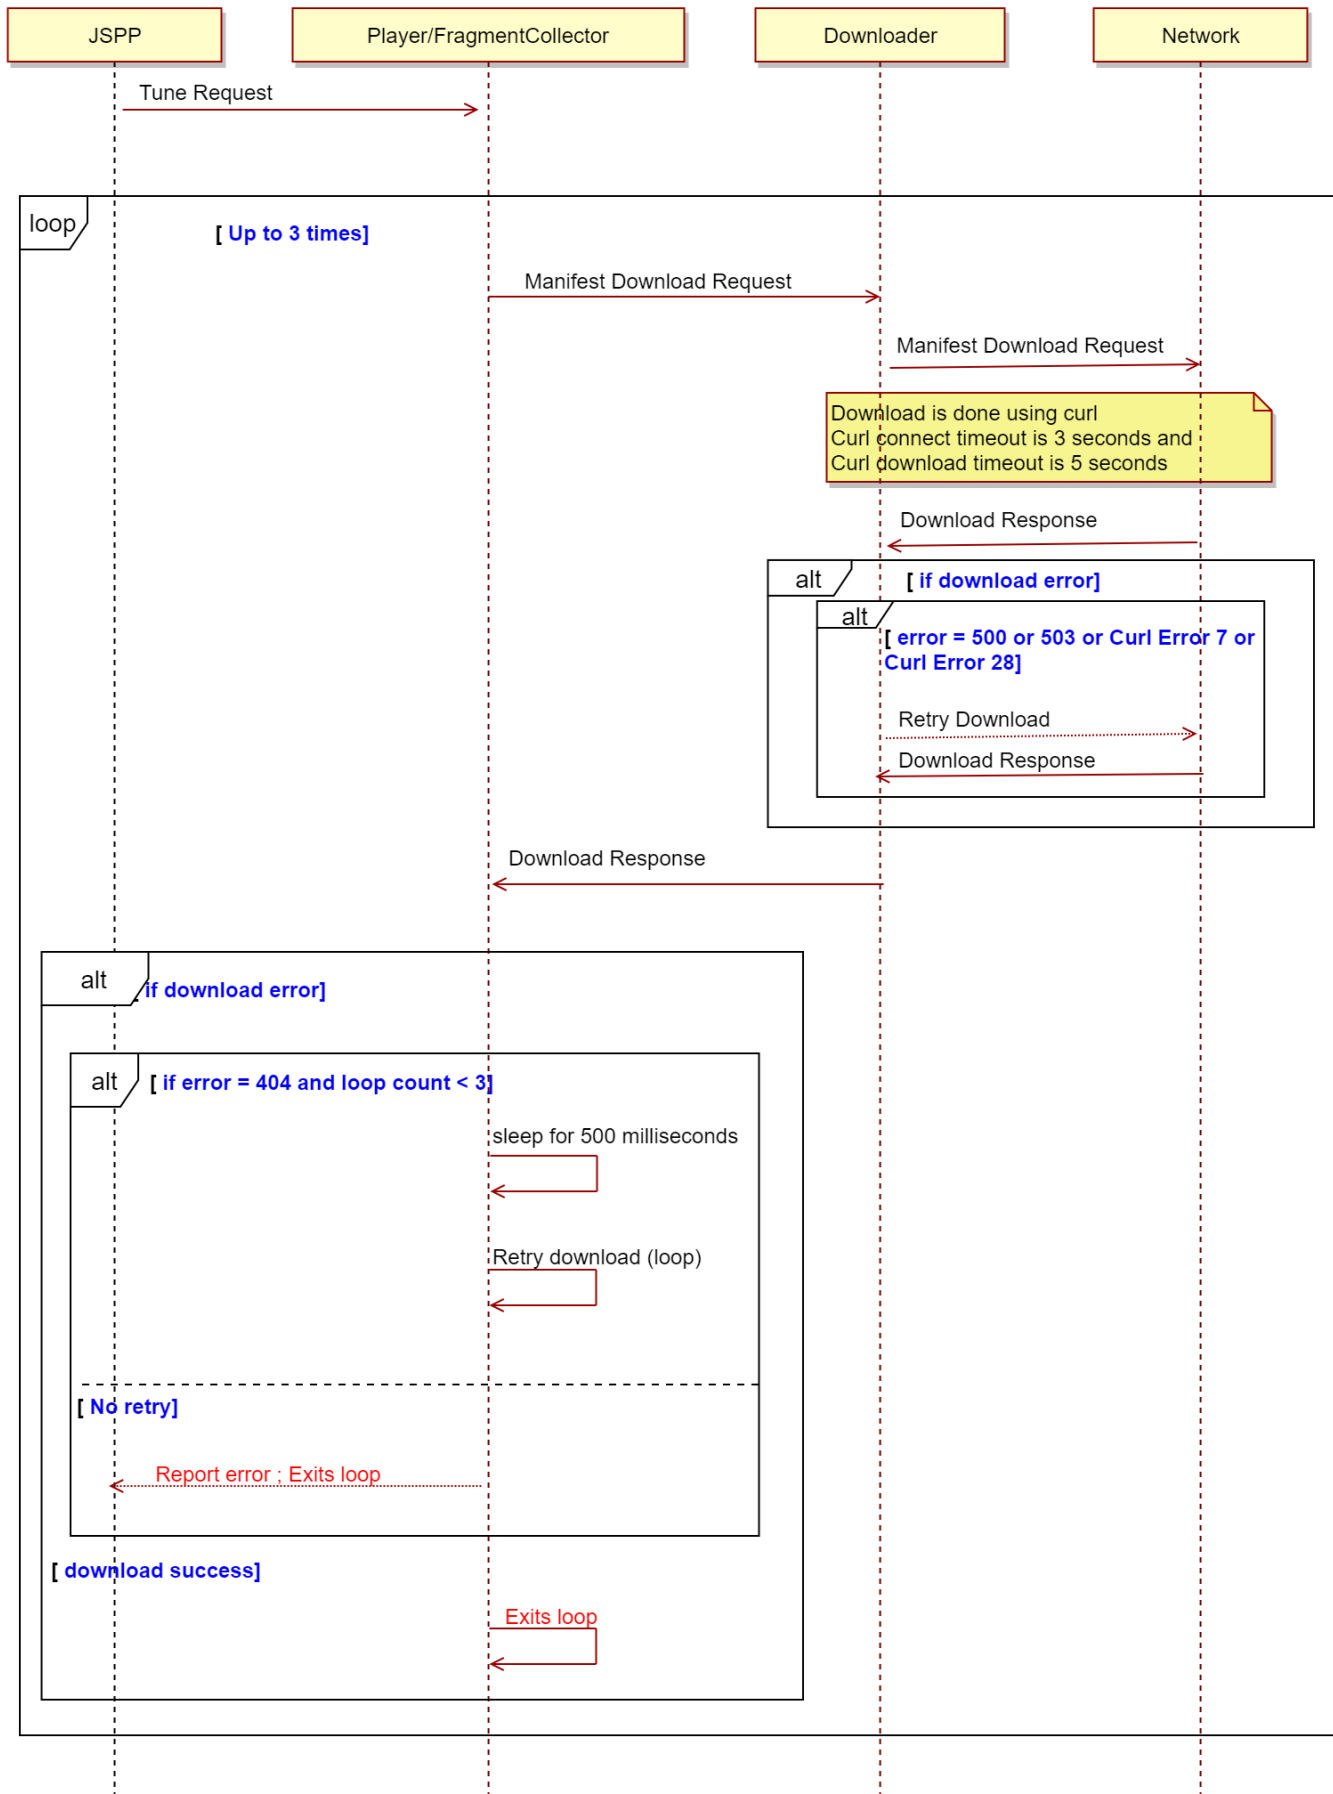 JSPP
Player/FragmentCollector
Downloader
Network
Tune Request
loop
[ Up to 3 times]
Manifest Download Request
Manifest Download Request
Download is done using curl
Curl connect timeout is 3 seconds and
Curl download timeout is 5 seconds
Download Response
alt
[ if download error]
alt
[ error = 500 or 503 or Curl Error 7 or
Curl Error 28]
Retry Download
Download Response
Download Response
alt
[ if download error]
alt
[ if error = 404 and loop count < 3]
sleep for 500 milliseconds
Retry download (loop)
[ No retry]
Report error ; Exits loop
[ download success]
Exits loop